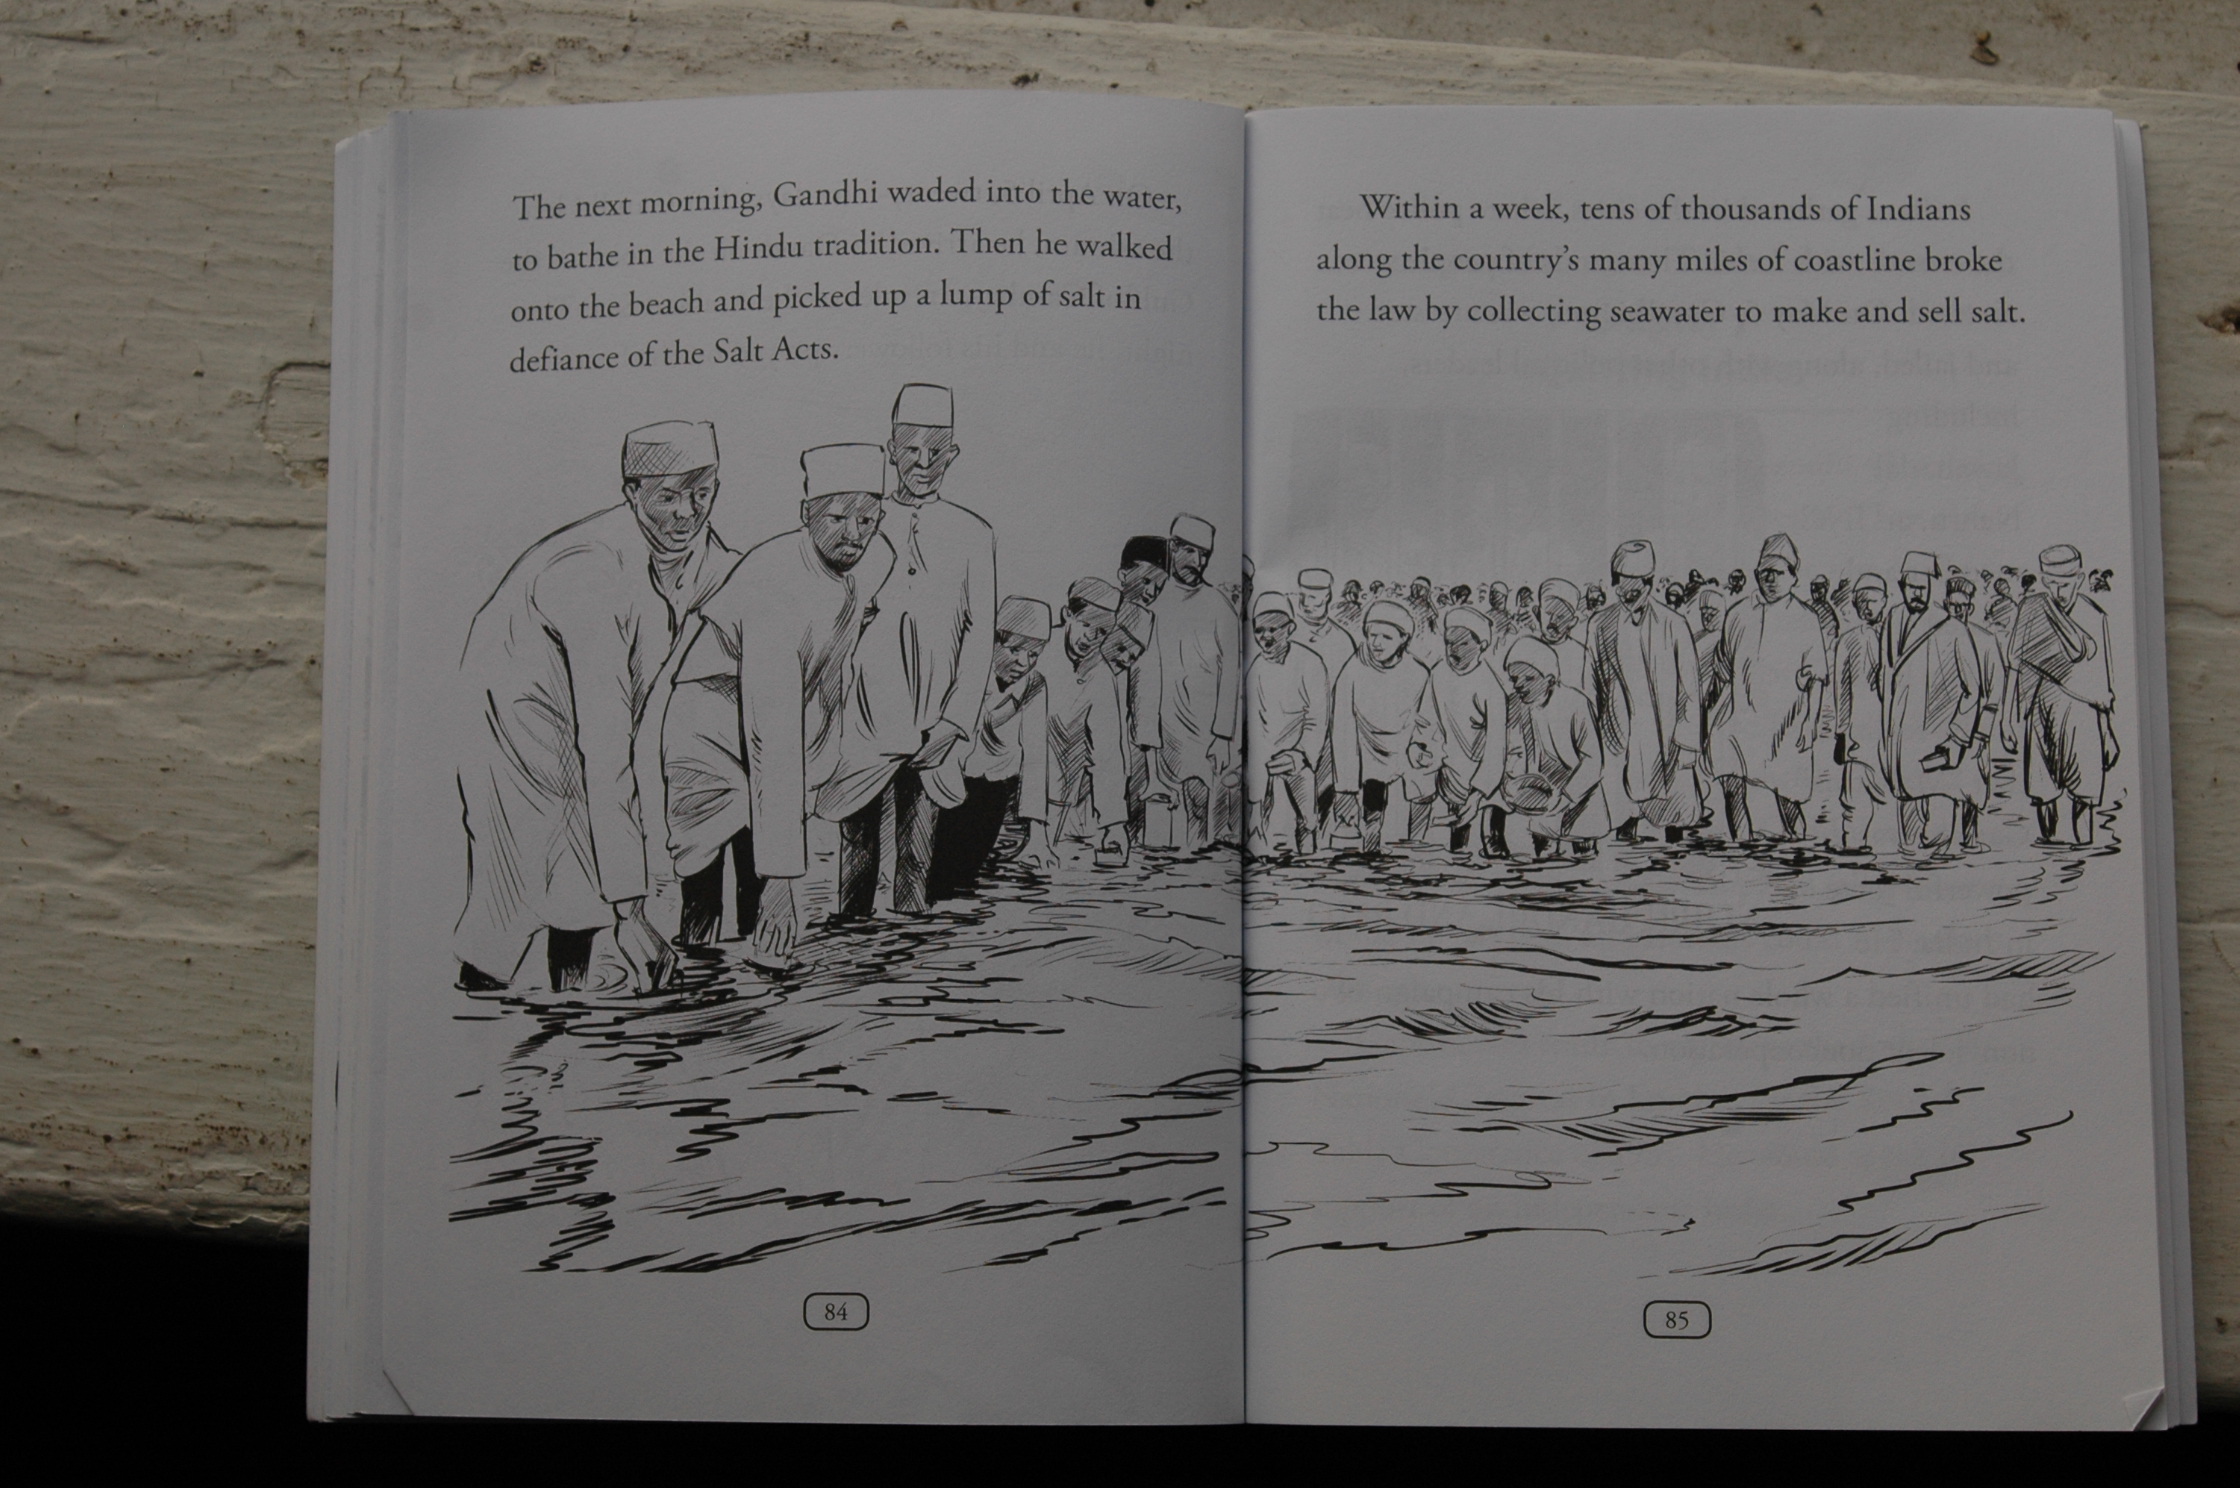 The next morning, Gandhi waded into the water,
to bathe in the Hindu tradition. Then he walked
onto the beach and picked up a lump of salt in
defiance of the Salt Acts.
84
Within a week, tens of thousands of Indians
along the country’s many miles of coastline broke
the law by collecting seawater to make and sell salt.
85